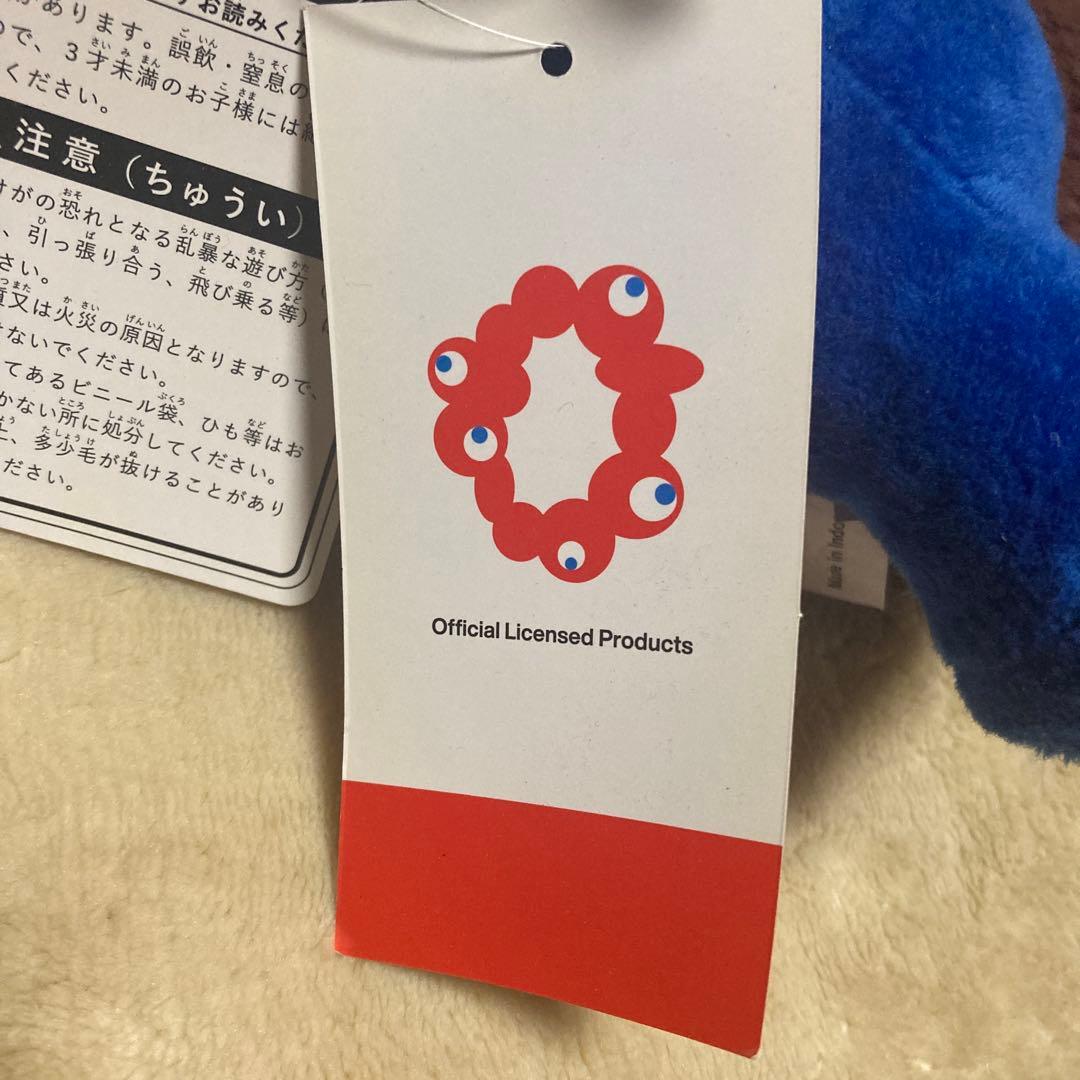 お読みくだ
があります。誤飲・窒息の
ので、3才未満のお子様には絶
ください。
注意（ちゅうい）
けがの恐れとなる乱暴な遊び方
、引っ張り合う、飛び乗る等）
さい。
又は火災の原因となりますので、
けないでください。
てあるビニール袋、ひも等はお
かない所に処分してください。
、多少毛が抜けることがあり
ださい。
Official Licensed Products
Made in Indo